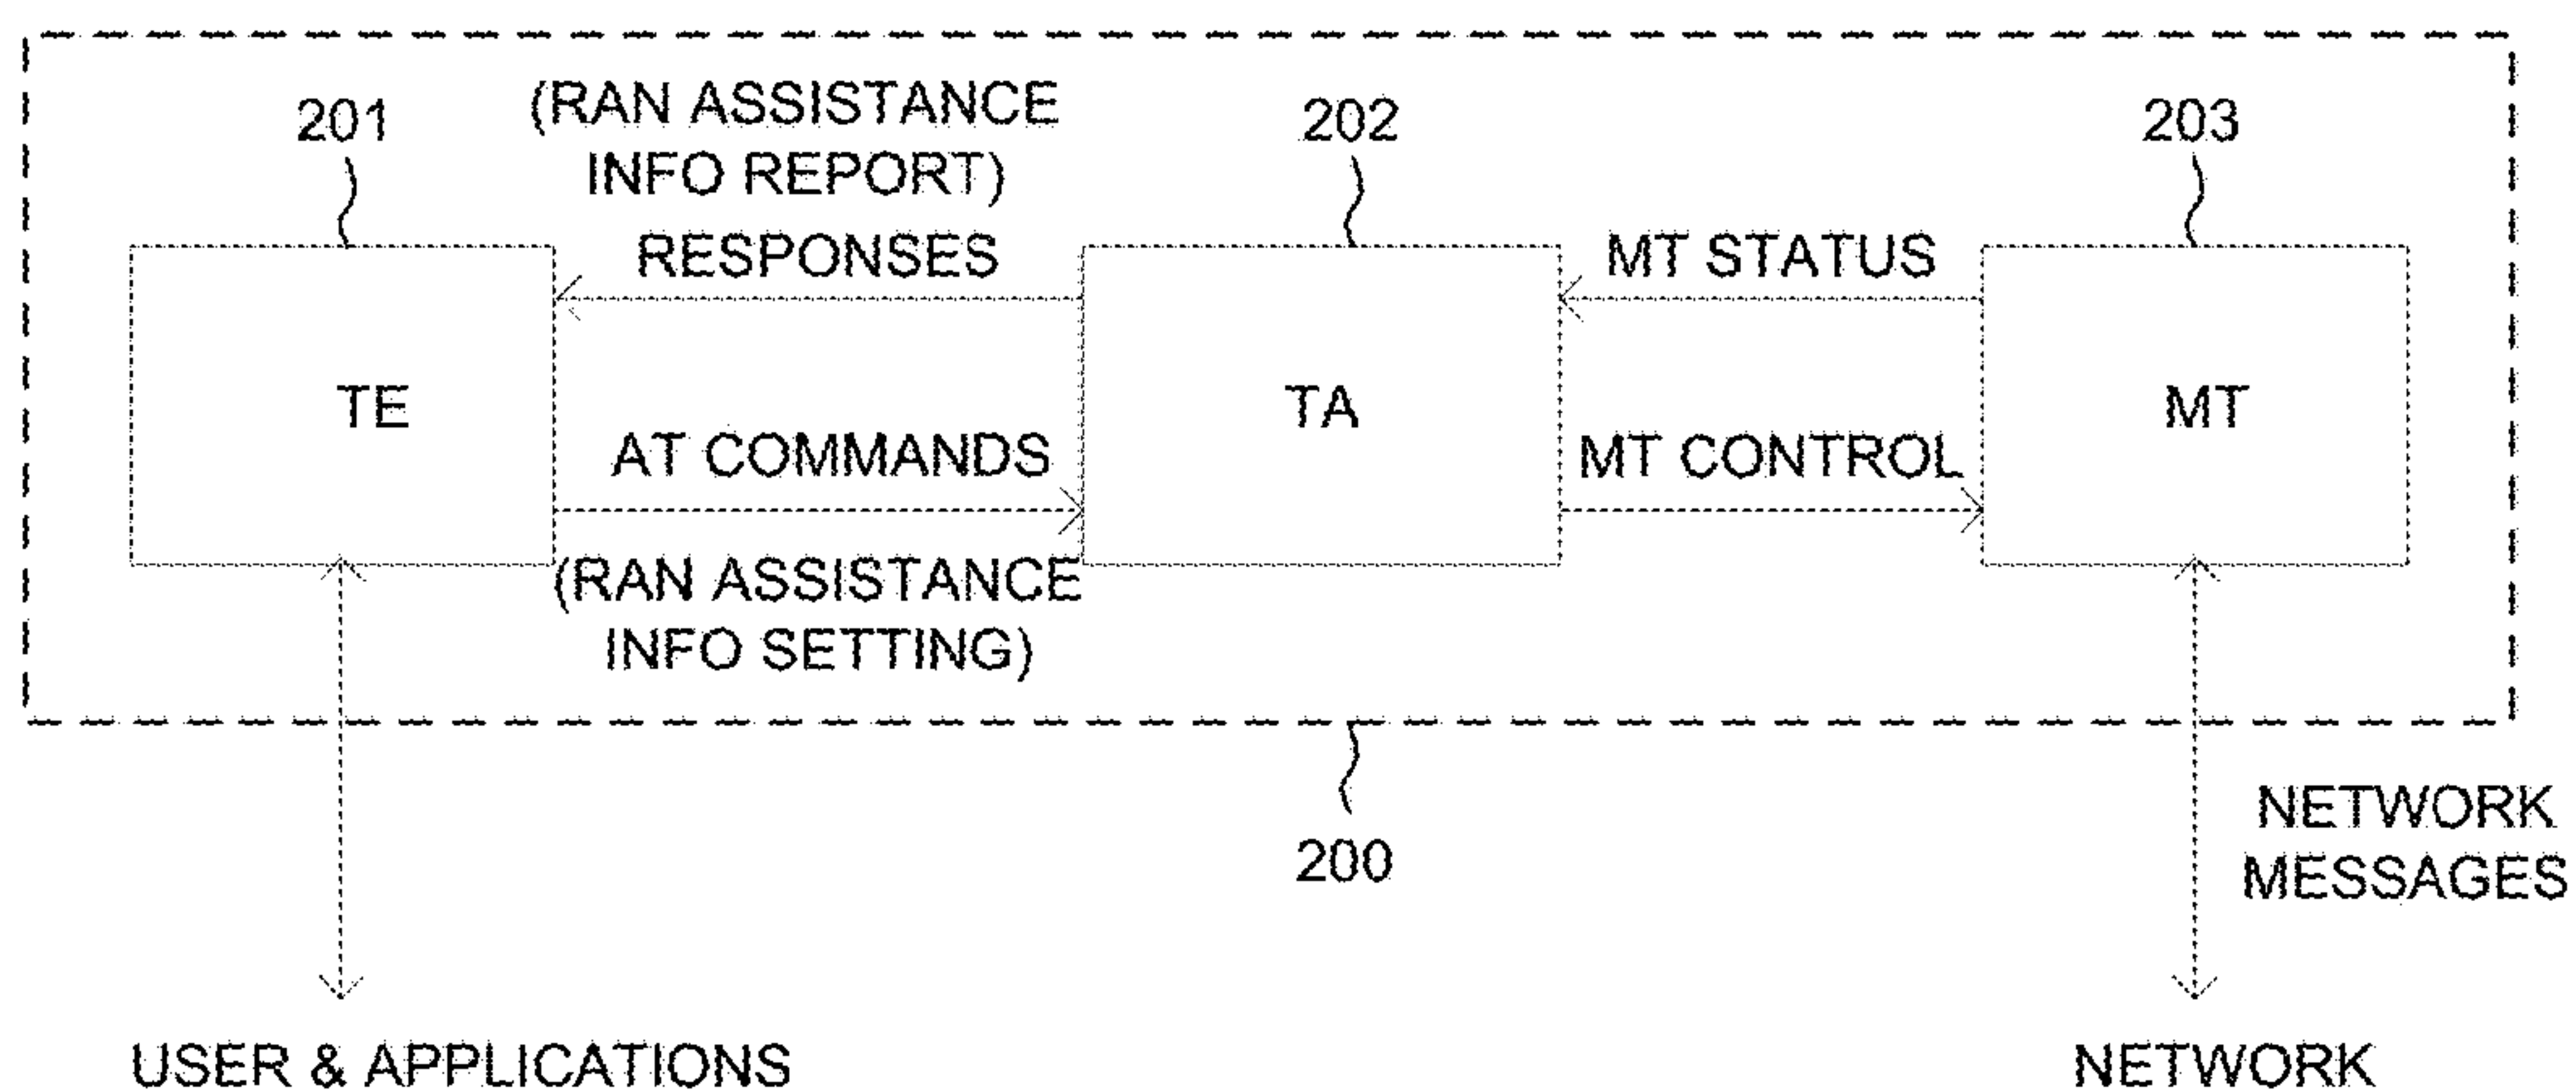 201
(RAN ASSISTANCE
INFO REPORT)
RESPONSES
202
203
MT STATUS
TE
TA
MT
AT COMMANDS
MT CONTROL
(RAN ASSISTANCE
INFO SETTING)
200
NETWORK
MESSAGES
USER & APPLICATIONS
NETWORK